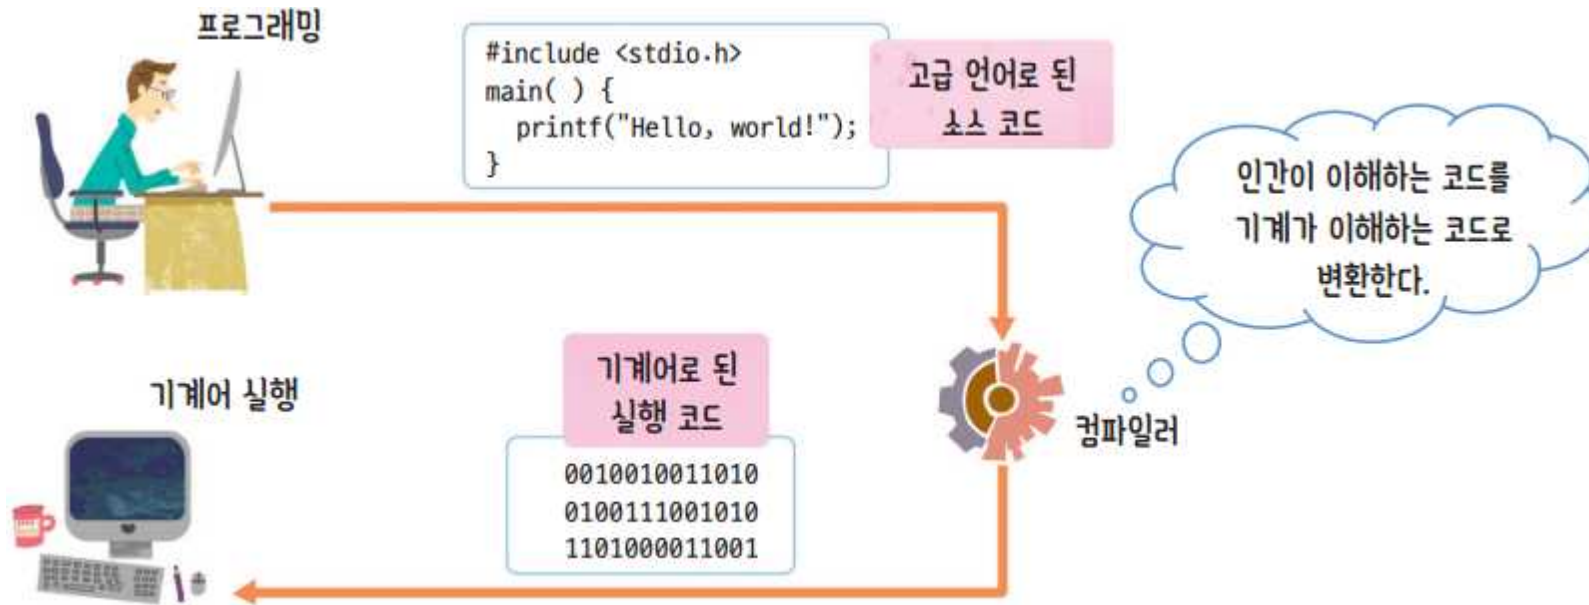 프로그래밍
#include <stdio.h>
main( ) {
  printf("Hello, world!");
}
고급 언어로 된
소스 코드
인간이 이해하는 코드를
기계가 이해하는 코드로
변환한다.
컴파일러
기계어로 된
실행 코드
0010010011010
0100111001010
1101000011001
기계어 실행